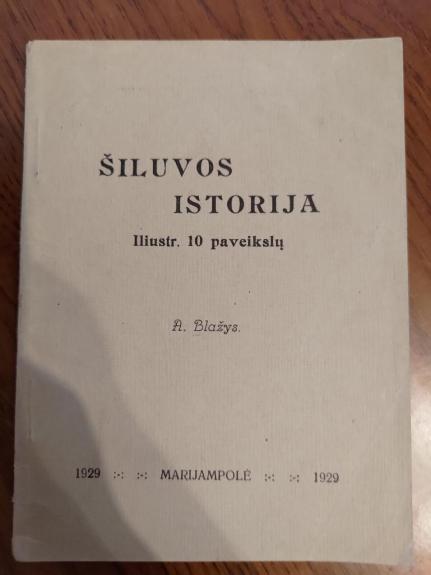 ŠILUVOS
ISTORIJA
Iliustr. 10 paveikslų
A. Blažys.
1929 :-: :-: MARIJAMPOLĖ :-: :-: 1929